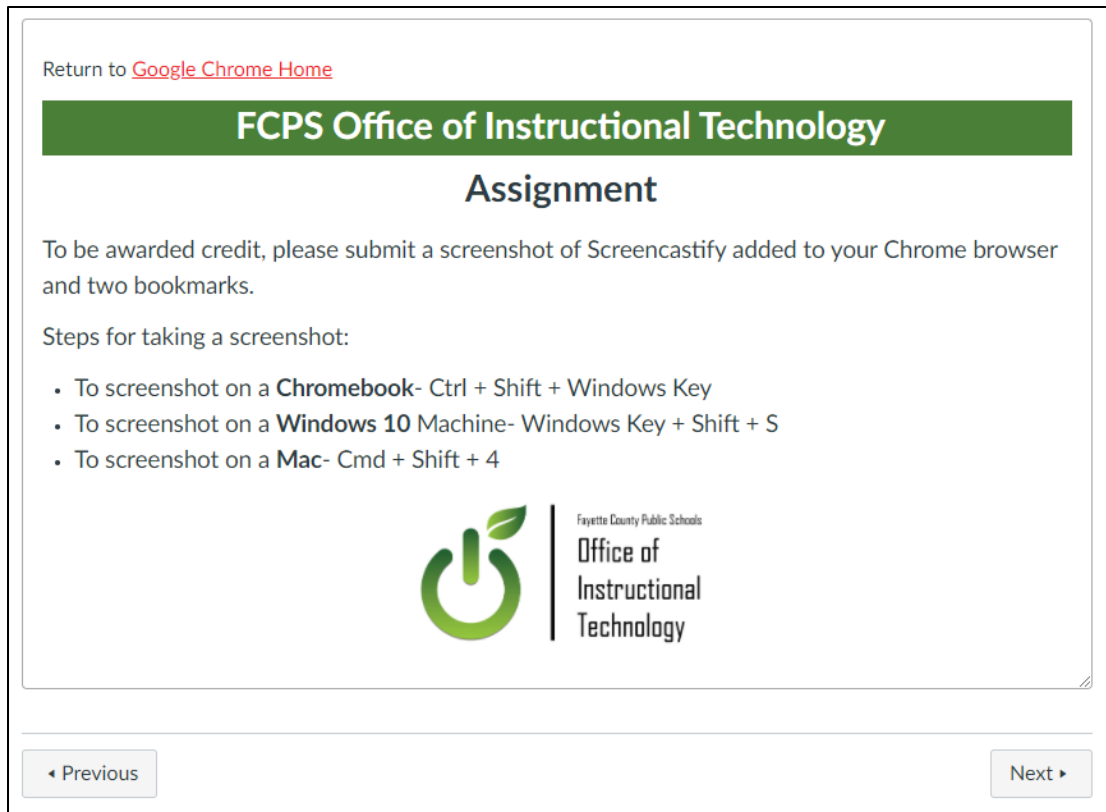 Return to Google Chrome Home
FCPS Office of Instructional Technology
Assignment
To be awarded credit, please submit a screenshot of Screencastify added to your Chrome browser
and two bookmarks.
Steps for taking a screenshot:
• To screenshot on a Chromebook- Ctrl + Shift + Windows Key
• To screenshot on a Windows 10 Machine- Windows Key + Shift + S
• To screenshot on a Mac- Cmd + Shift + 4
Fayette County Public Schools
Office of
Instructional
Technology
Previous
Next